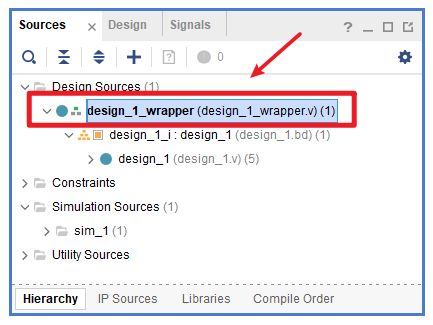 Sources × Design Signals ? _
0
Design Sources (1)
design_1_wrapper (design_1_wrapper.v) (1)
design_1_i : design_1 (design_1.bd) (1)
design_1 (design_1.v) (5)
Constraints
Simulation Sources (1)
sim_1 (1)
Utility Sources
Hierarchy IP Sources Libraries Compile Order